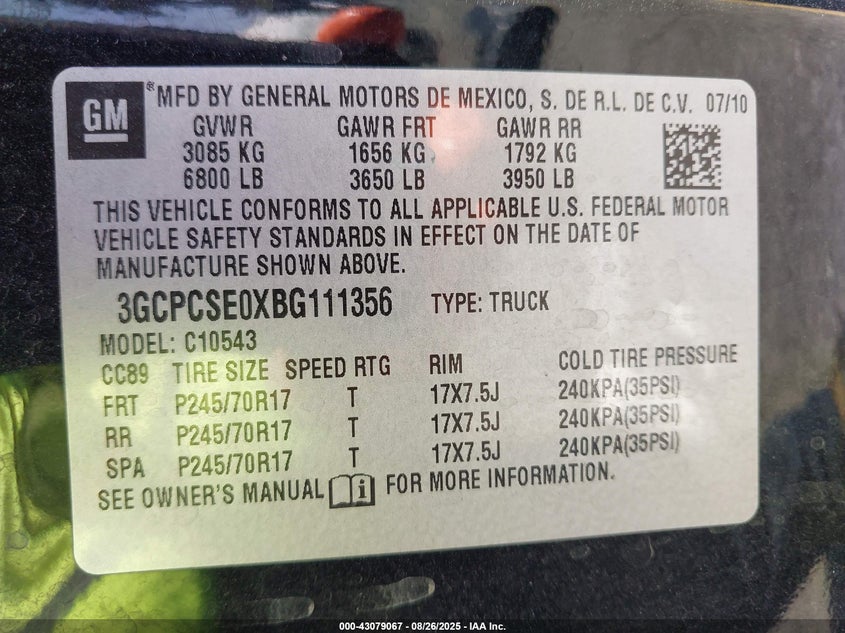 GM
®MFD BY GENERAL MOTORS DE MEXICO, S. DE R.L. DE C.V. 07/10
GVWR GAWR FRT GAWR RR
3085 KG 1656 KG 1792 KG
6800 LB 3650 LB 3950 LB
THIS VEHICLE CONFORMS TO ALL APPLICABLE U.S. FEDERAL MOTOR
VEHICLE SAFETY STANDARDS IN EFFECT ON THE DATE OF
MANUFACTURE SHOWN ABOVE.
3GCPCSE0XBG111356 TYPE: TRUCK
MODEL: C10543
CC89 TIRE SIZE SPEED RTG RIM COLD TIRE PRESSURE
FRT P245/70R17 T 17X7.5J 240KPA(35PSI)
RR P245/70R17 T 17X7.5J 240KPA(35PSI)
SPA P245/70R17 T 17X7.5J 240KPA(35PSI)
SEE OWNER'S MANUAL i FOR MORE INFORMATION.
000-43079067 - 08/26/2025 - IAA Inc.